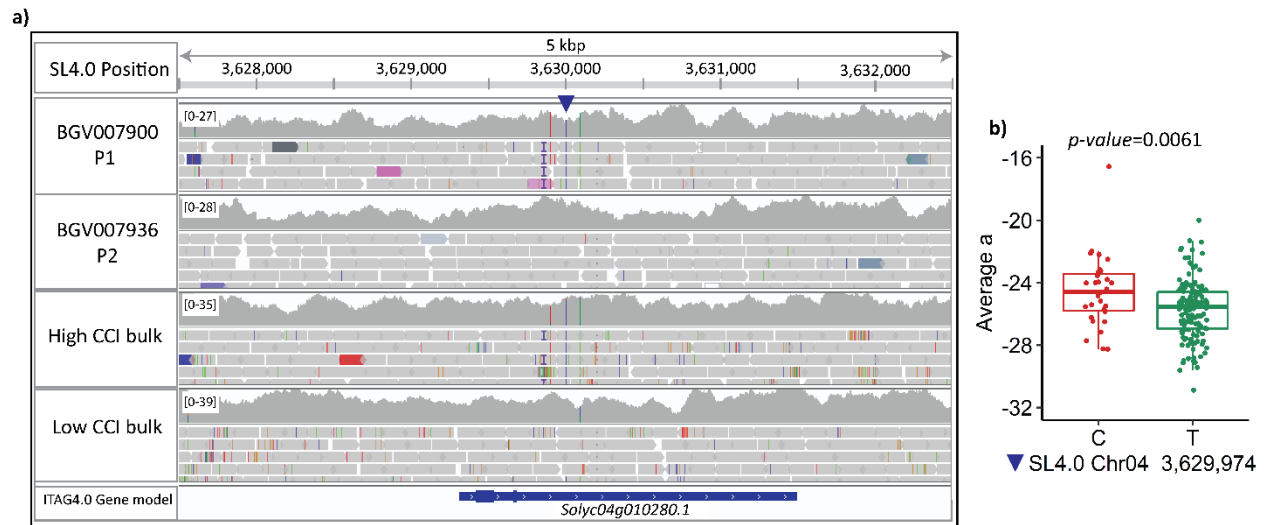 a)
5 kbp
SL4.0 Position
3,628,000
3,629,000
3,630,000
3,631,000
3,632,000
BGV007900
P1
[0-27]
BGV007936
P2
[0-28]
High CCI bulk
[0-35]
Low CCI bulk
[0-39]
ITAG4.0 Gene model
Solyc04g010280.1
b)
p-value=0.0061
Average a
-16
-20
-24
-28
-32
C
T
SL4.0 Chr04 3,629,974